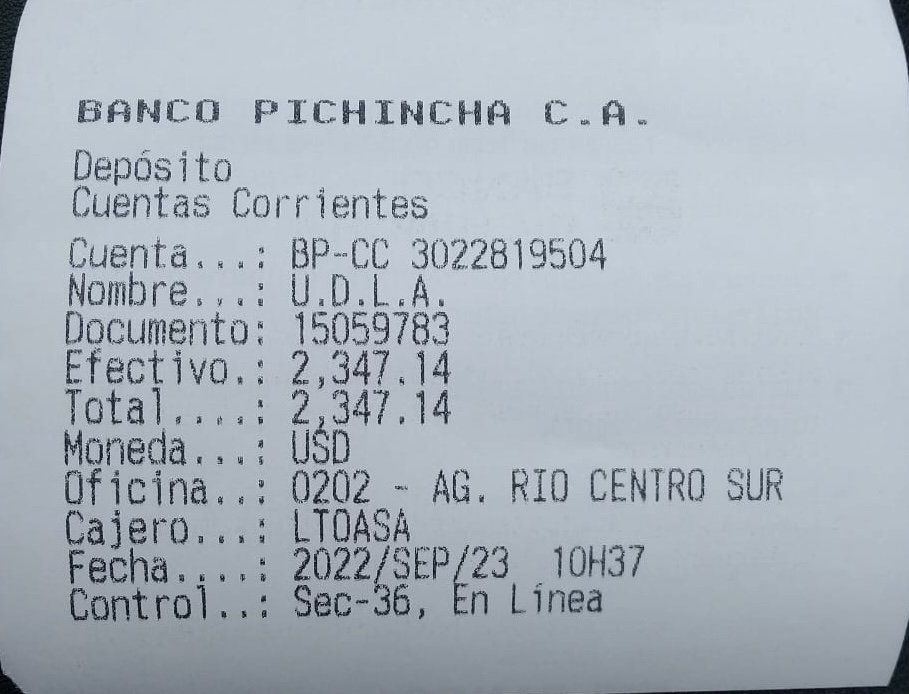 BANCO PICHINCHA C.A.
Depósito
Cuentas Corrientes
Cuenta...: BP-CC 3022819504
Nombre...: U.D.L.A.
Documento: 15059783
Efectivo.: 2,347.14
Total....: 2,347.14
Moneda...: USD
Oficina..: 0202 - AG. RIO CENTRO SUR
Cajero...: LTOASA
Fecha....: 2022/SEP/23 10H37
Control..: Sec-36, En Línea